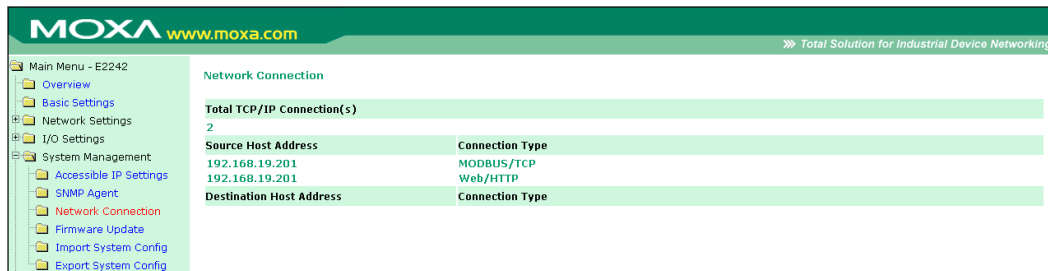 MOXA www.moxa.com
Total Solution for Industrial Device Networking
Main Menu - E2242
Overview
Basic Settings
Network Settings
I/O Settings
System Management
Accessible IP Settings
SNMP Agent
Network Connection
Firmware Update
Import System Config
Export System Config
Network Connection
Total TCP/IP Connection(s)
2
Source Host Address Connection Type
192.168.19.201 MODBUS/TCP
192.168.19.201 Web/HTTP
Destination Host Address Connection Type